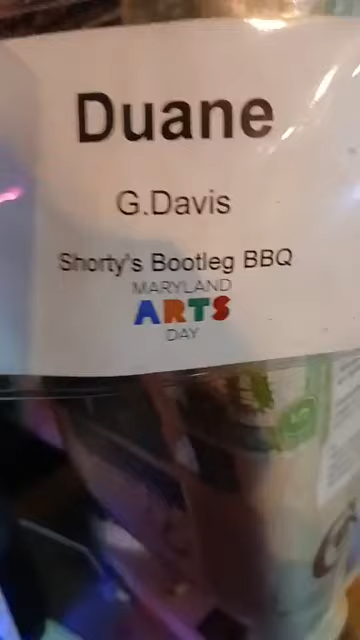 Duane
G.Davis
Shorty's Bootleg BBQ
MARYLAND
ARTS
DAY